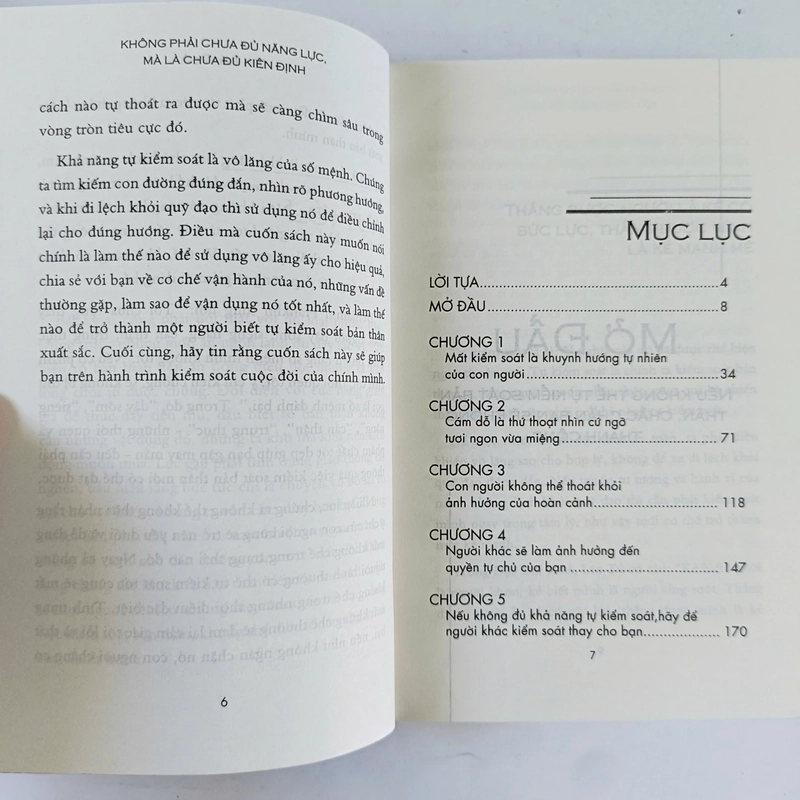 KHÔNG PHẢI CHƯA ĐỦ NĂNG LỰC,
MÀ LÀ CHƯA ĐỦ KIÊN ĐỊNH
cách nào tự thoát ra được mà sẽ càng chìm sâu trong
vòng tròn tiêu cực đó.
Khả năng tự kiểm soát là vô lăng của số mệnh. Chúng
ta tìm kiếm con đường đúng đắn, nhìn rõ phương hướng,
và khi đi lệch khỏi quỹ đạo thì sử dụng nó để điều chỉnh
lại cho đúng hướng. Điều mà cuốn sách này muốn nói
chính là làm thế nào để sử dụng vô lăng ấy cho hiệu quả,
chia sẻ với bạn về cơ chế vận hành của nó, những vấn đề
thường gặp, làm sao để vận dụng nó tốt nhất, và làm thế
nào để trở thành một người biết tự kiểm soát bản thân
xuất sắc. Cuối cùng, hãy tin rằng cuốn sách này sẽ giúp
bạn trên hành trình kiểm soát cuộc đời của chính mình.
6
MỤC LỤC
LỜI TỰA...............................................4
MỞ ĐẦU...............................................8
CHƯƠNG 1
Mất kiểm soát là khuynh hướng tự nhiên
của con người.......................................34
CHƯƠNG 2
Cám dỗ là thứ thoạt nhìn cứ ngỡ
tươi ngon vừa miệng..............................71
CHƯƠNG 3
Con người không thể thoát khỏi
ảnh hưởng của hoàn cảnh.......................118
CHƯƠNG 4
Người khác sẽ làm ảnh hưởng đến
quyền tự chủ của bạn............................147
CHƯƠNG 5
Nếu không đủ khả năng tự kiểm soát,hãy để
người khác kiểm soát thay cho bạn...............170
7